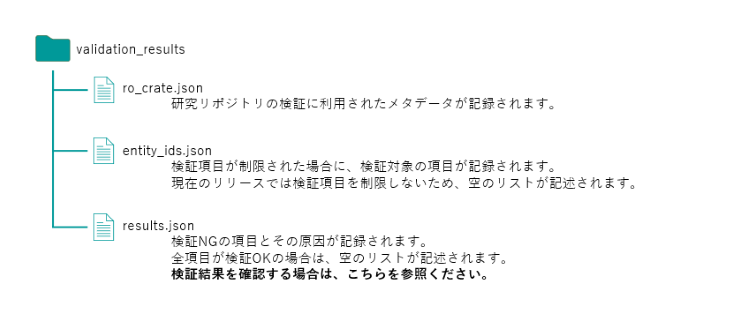 validation_results
ro_crate.json
研究リポジトリの検証に利用されたメタデータが記録されます。
entity_ids.json
検証項目が制限された場合に、検証対象の項目が記録されます。
現在のリリースでは検証項目を制限しないため、空のリストが記述されます。
results.json
検証NGの項目とその原因が記録されます。
全項目が検証OKの場合は、空のリストが記述されます。
検証結果を確認する場合は、こちらを参照ください。